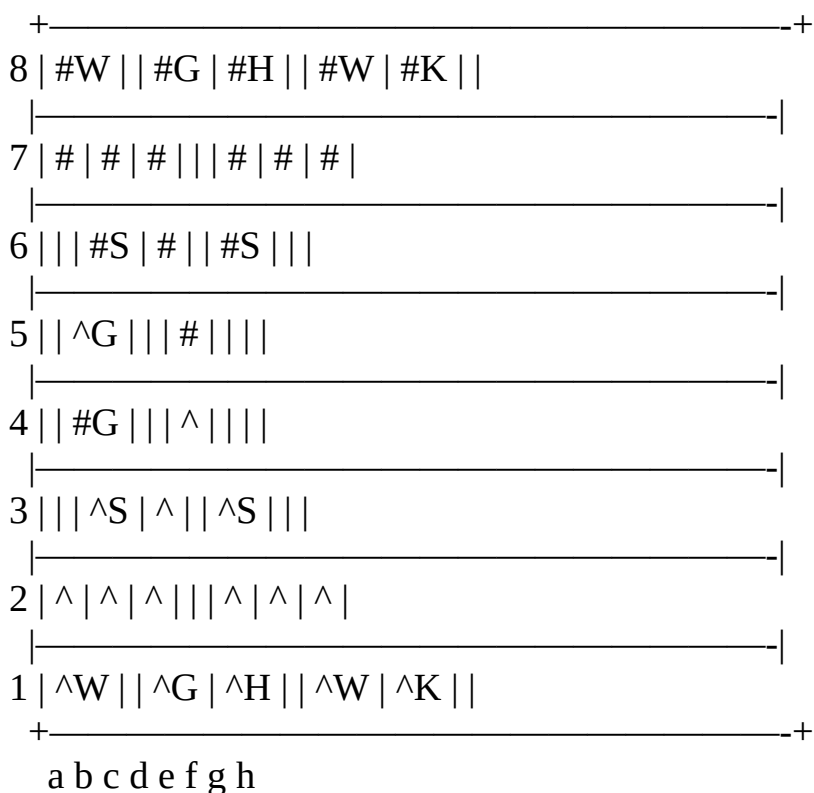 +———————————————————-+
8 | #W | | #G | #H | | #W | #K | |
|———————————————————-|
7 | # | # | # | | | # | # | # |
|———————————————————-|
6 | | | #S | # | | #S | | |
|———————————————————-|
5 | | ^G | | | # | | | |
|———————————————————-|
4 | | #G | | | ^ | | | |
|———————————————————-|
3 | | | ^S | ^ | | ^S | | |
|———————————————————-|
2 | ^ | ^ | ^ | | | ^ | ^ | ^ |
|———————————————————-|
1 | ^W | | ^G | ^H | | ^W | ^K | |
+———————————————————-+
a b c d e f g h